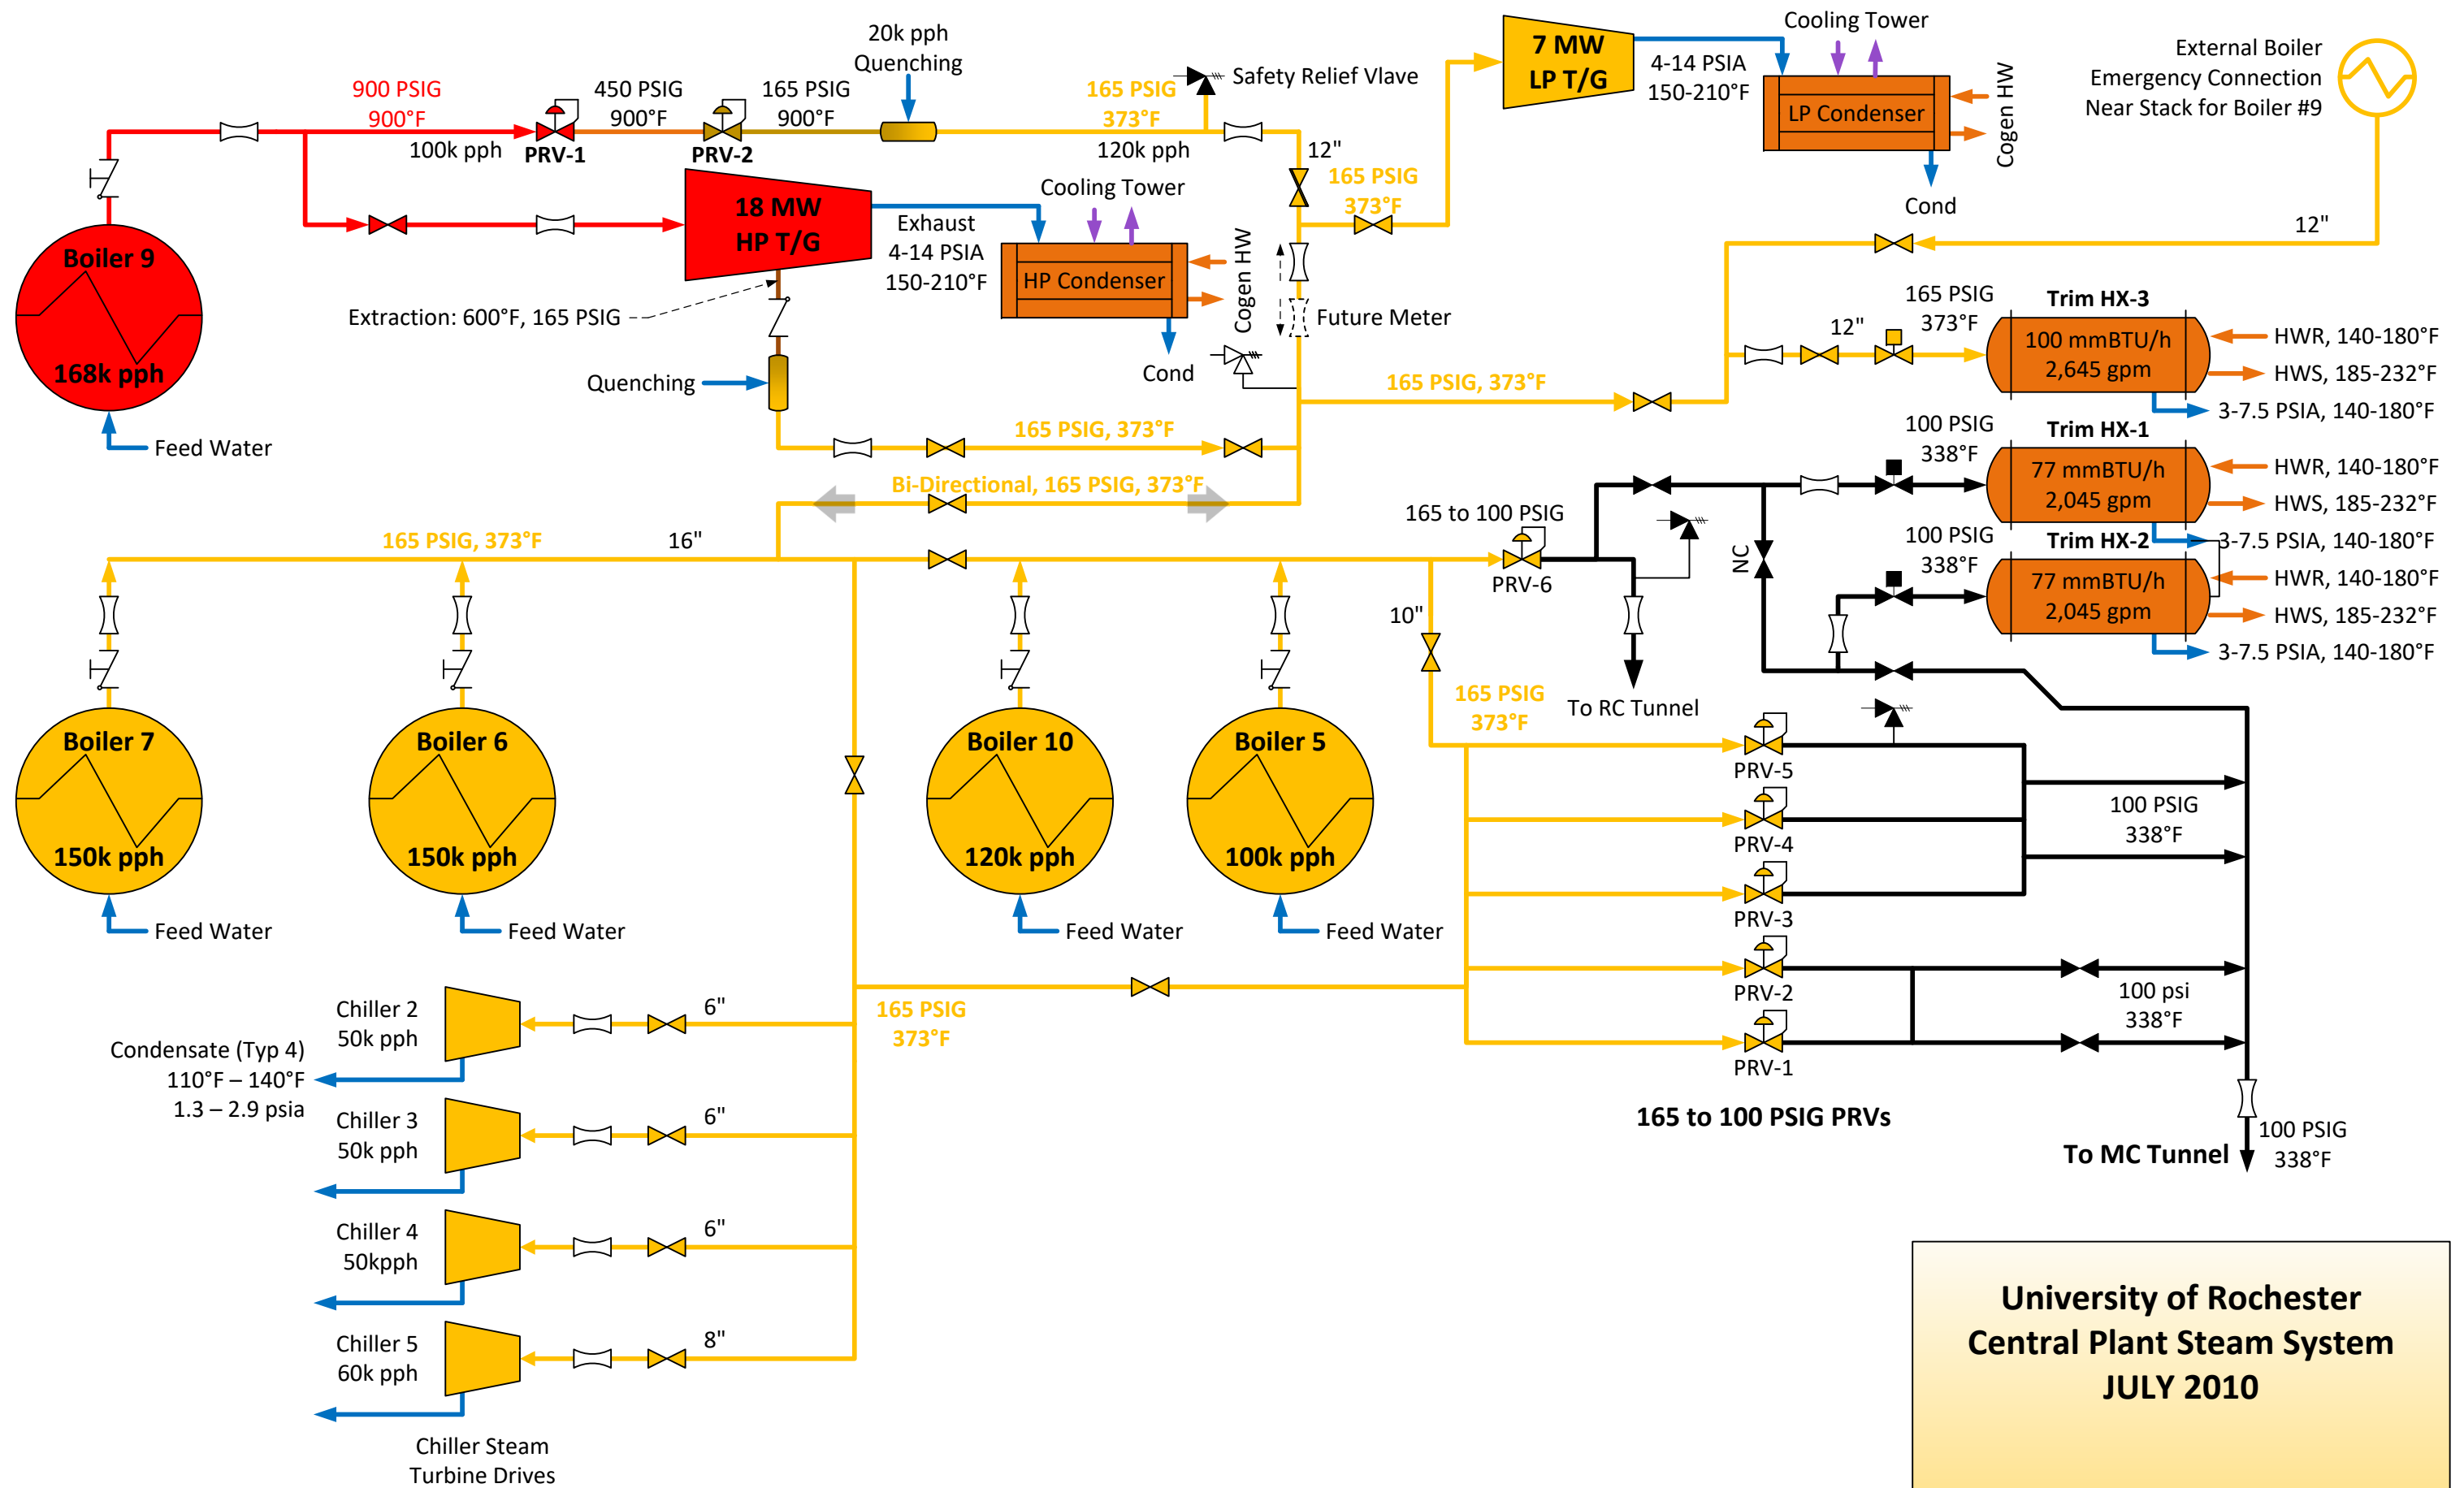 20k pph
Quenching
900 PSIG
900°F
450 PSIG
900°F
165 PSIG
900°F
165 PSIG
373°F
Safety Relief Vlave
100k pph
PRV-1
PRV-2
120k pph
12"
165 PSIG
373°F
7 MW
LP T/G
4-14 PSIA
150-210°F
Cooling Tower
LP Condenser
Cogen HW
Cond
External Boiler
Emergency Connection
Near Stack for Boiler #9
12"
Boiler 9
168k pph
Feed Water
18 MW
HP T/G
Exhaust
4-14 PSIA
150-210°F
Cooling Tower
HP Condenser
Cogen HW
Cond
Extraction: 600°F, 165 PSIG
Quenching
Future Meter
165 PSIG, 373°F
165 PSIG, 373°F
Bi-Directional, 165 PSIG, 373°F
165 PSIG
373°F
12"
Trim HX-3
100 mmBTU/h
2,645 gpm
HWR, 140-180°F
HWS, 185-232°F
3-7.5 PSIA, 140-180°F
100 PSIG
338°F
Trim HX-1
77 mmBTU/h
2,045 gpm
HWR, 140-180°F
HWS, 185-232°F
3-7.5 PSIA, 140-180°F
100 PSIG
338°F
Trim HX-2
77 mmBTU/h
2,045 gpm
HWR, 140-180°F
HWS, 185-232°F
3-7.5 PSIA, 140-180°F
165 PSIG, 373°F
16"
165 to 100 PSIG
PRV-6
NC
10"
To RC Tunnel
165 PSIG
373°F
Boiler 7
150k pph
Feed Water
Boiler 6
150k pph
Feed Water
Boiler 10
120k pph
Feed Water
Boiler 5
100k pph
Feed Water
PRV-5
PRV-4
PRV-3
PRV-2
PRV-1
100 PSIG
338°F
100 psi
338°F
165 to 100 PSIG PRVs
100 PSIG
338°F
To MC Tunnel
165 PSIG
373°F
Chiller 2
50k pph
6"
Condensate (Typ 4)
110°F – 140°F
1.3 – 2.9 psia
Chiller 3
50k pph
6"
Chiller 4
50kpph
6"
Chiller 5
60k pph
8"
Chiller Steam
Turbine Drives
University of Rochester
Central Plant Steam System
JULY 2010